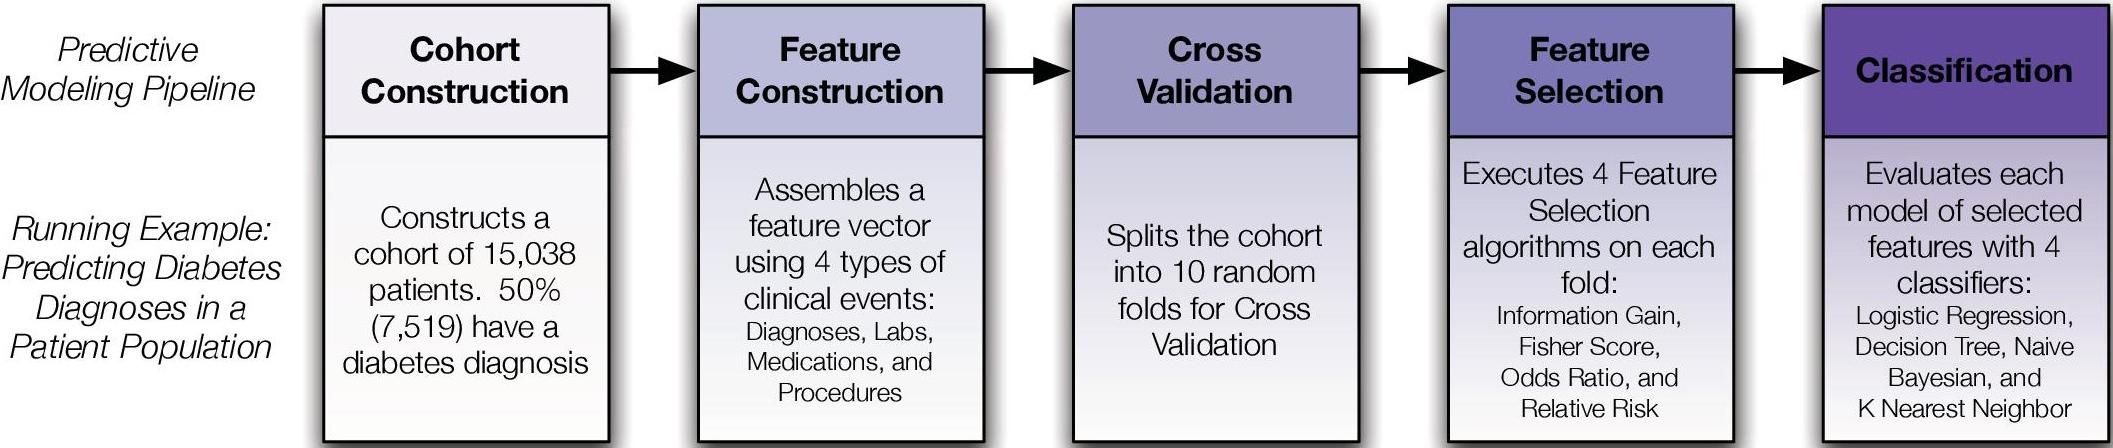 Predictive
Modeling Pipeline
Cohort
Construction
Feature
Construction
Cross
Validation
Feature
Selection
Classification
Running Example:
Predicting Diabetes
Diagnoses in a
Patient Population
Constructs a
cohort of 15,038
patients. 50%
(7,519) have a
diabetes diagnosis
Assembles a
feature vector
using 4 types of
clinical events:
Diagnoses, Labs,
Medications, and
Procedures
Splits the cohort
into 10 random
folds for Cross
Validation
Executes 4 Feature
Selection
algorithms on each
fold:
Information Gain,
Fisher Score,
Odds Ratio, and
Relative Risk
Evaluates each
model of selected
features with 4
classifiers:
Logistic Regression,
Decision Tree, Naive
Bayesian, and
K Nearest Neighbor